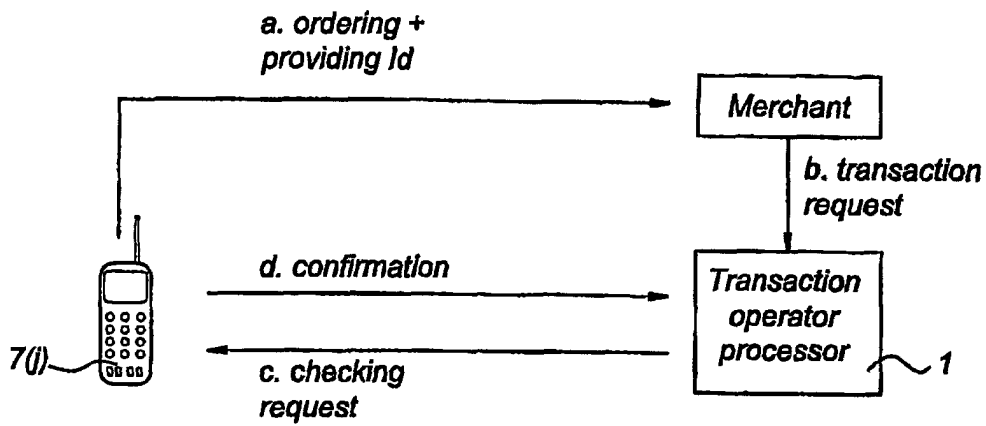 a. ordering +
providing Id
Merchant
b. transaction
request
d. confirmation
Transaction
operator
processor
7(j)
1
c. checking
request